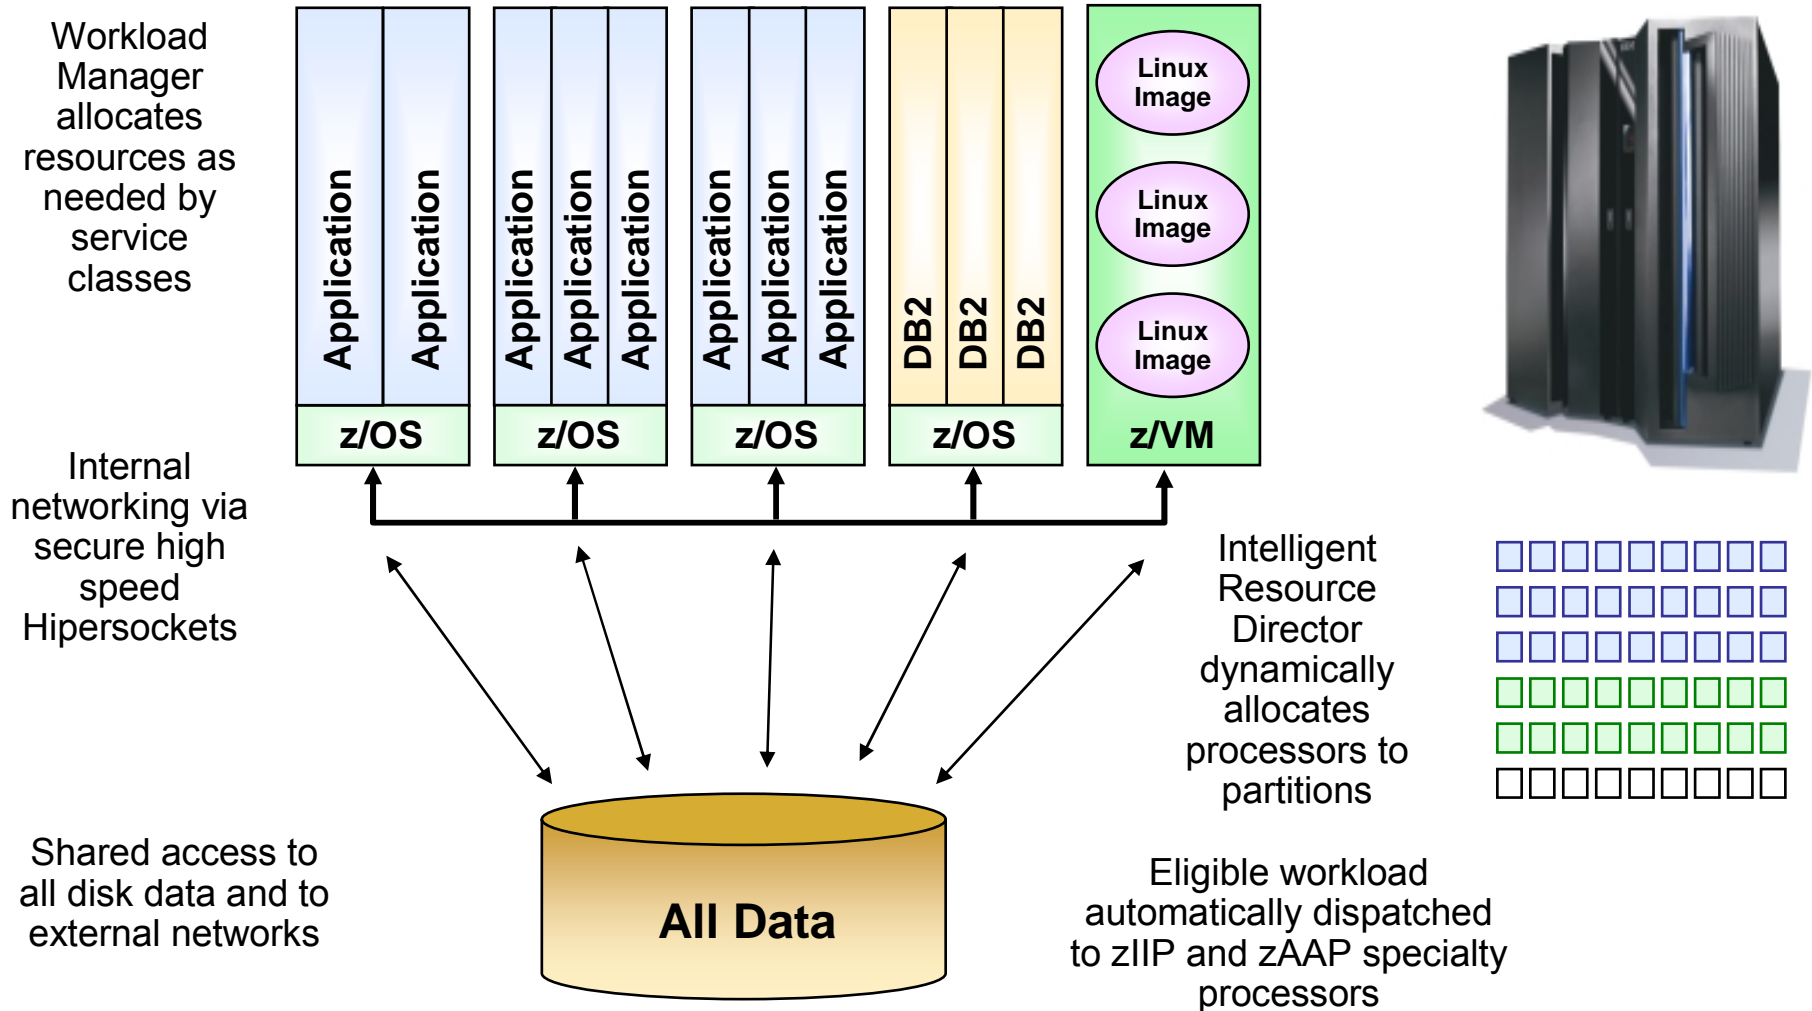 Workload
Manager
allocates
resources as
needed by
service
classes
Application
Application
z/OS
Application
Application
Application
z/OS
Application
Application
Application
z/OS
DB2
DB2
DB2
z/OS
Linux
Image
Linux
Image
Linux
Image
z/VM
Internal
networking via
secure high
speed
Hipersockets
Intelligent
Resource
Director
dynamically
allocates
processors to
partitions
Shared access to
all disk data and to
external networks
All Data
Eligible workload
automatically dispatched
to zIIP and zAAP specialty
processors